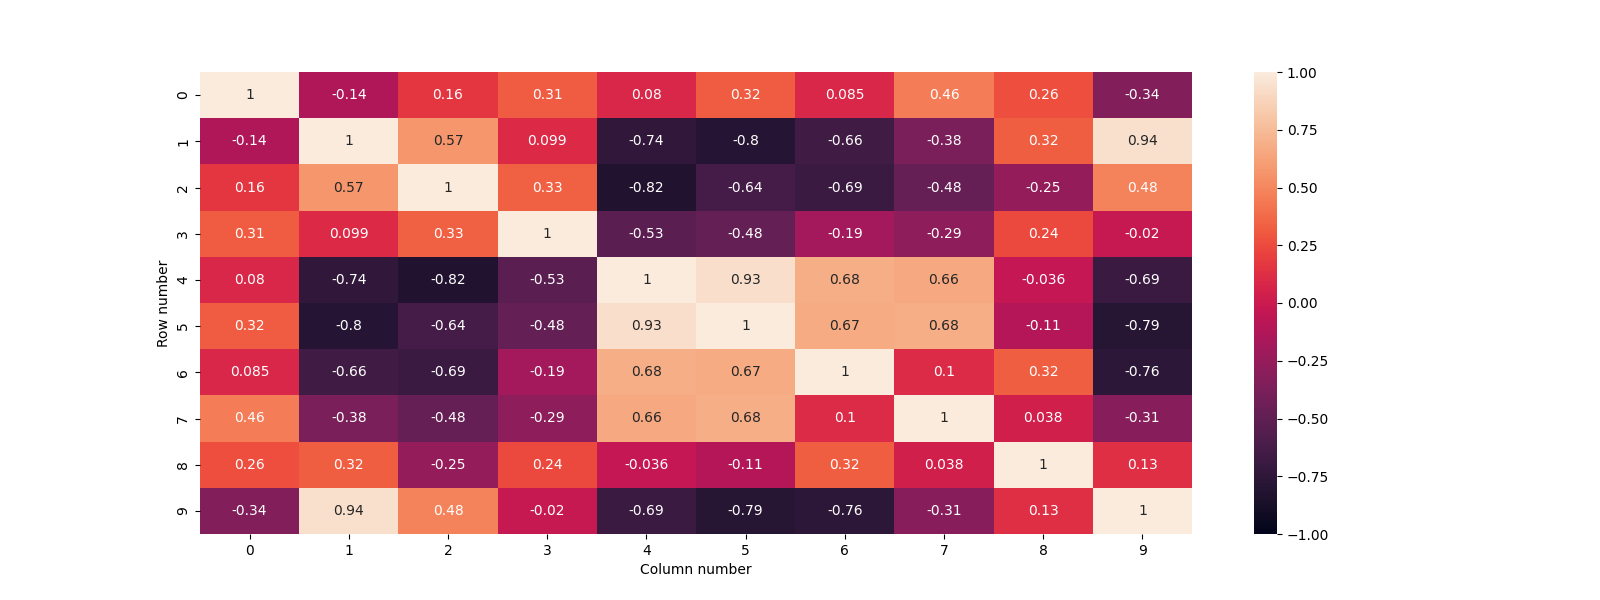 0 1 -0.14 0.16 0.31 0.08 0.32 0.085 0.46 0.26 -0.34
1 -0.14 1 0.57 0.099 -0.74 -0.8 -0.66 -0.38 0.32 0.94
2 0.16 0.57 1 0.33 -0.82 -0.64 -0.69 -0.48 -0.25 0.48
3 0.31 0.099 0.33 1 -0.53 -0.48 -0.19 -0.29 0.24 -0.02
4 0.08 -0.74 -0.82 -0.53 1 0.93 0.68 0.66 -0.036 -0.69
5 0.32 -0.8 -0.64 -0.48 0.93 1 0.67 0.68 -0.11 -0.79
6 0.085 -0.66 -0.69 -0.19 0.68 0.67 1 0.1 0.32 -0.76
7 0.46 -0.38 -0.48 -0.29 0.66 0.68 0.1 1 0.038 -0.31
8 0.26 0.32 -0.25 0.24 -0.036 -0.11 0.32 0.038 1 0.13
9 -0.34 0.94 0.48 -0.02 -0.69 -0.79 -0.76 -0.31 0.13 1
0 1 2 3 4 5 6 7 8 9
Column number
Row number
1.00
0.75
0.50
0.25
0.00
−0.25
−0.50
−0.75
−1.00